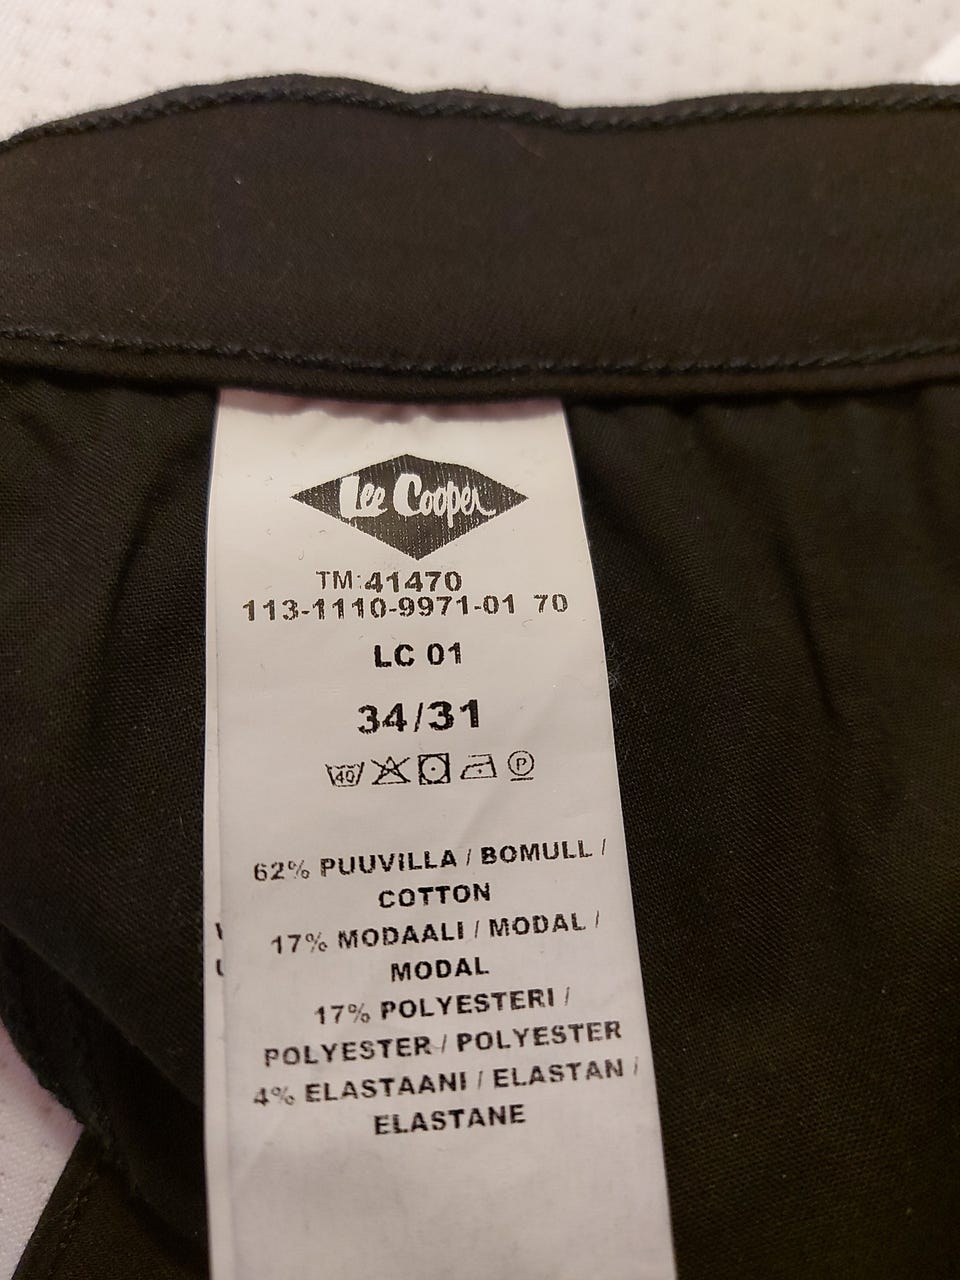 Lee Cooper
TM:41470
113-1110-9971-01 70
LC 01
34/31
40 P
62% PUUVILLA / BOMULL /
COTTON
17% MODAALI / MODAL /
MODAL
17% POLYESTERI /
POLYESTER / POLYESTER
4% ELASTAANI / ELASTAN /
ELASTANE